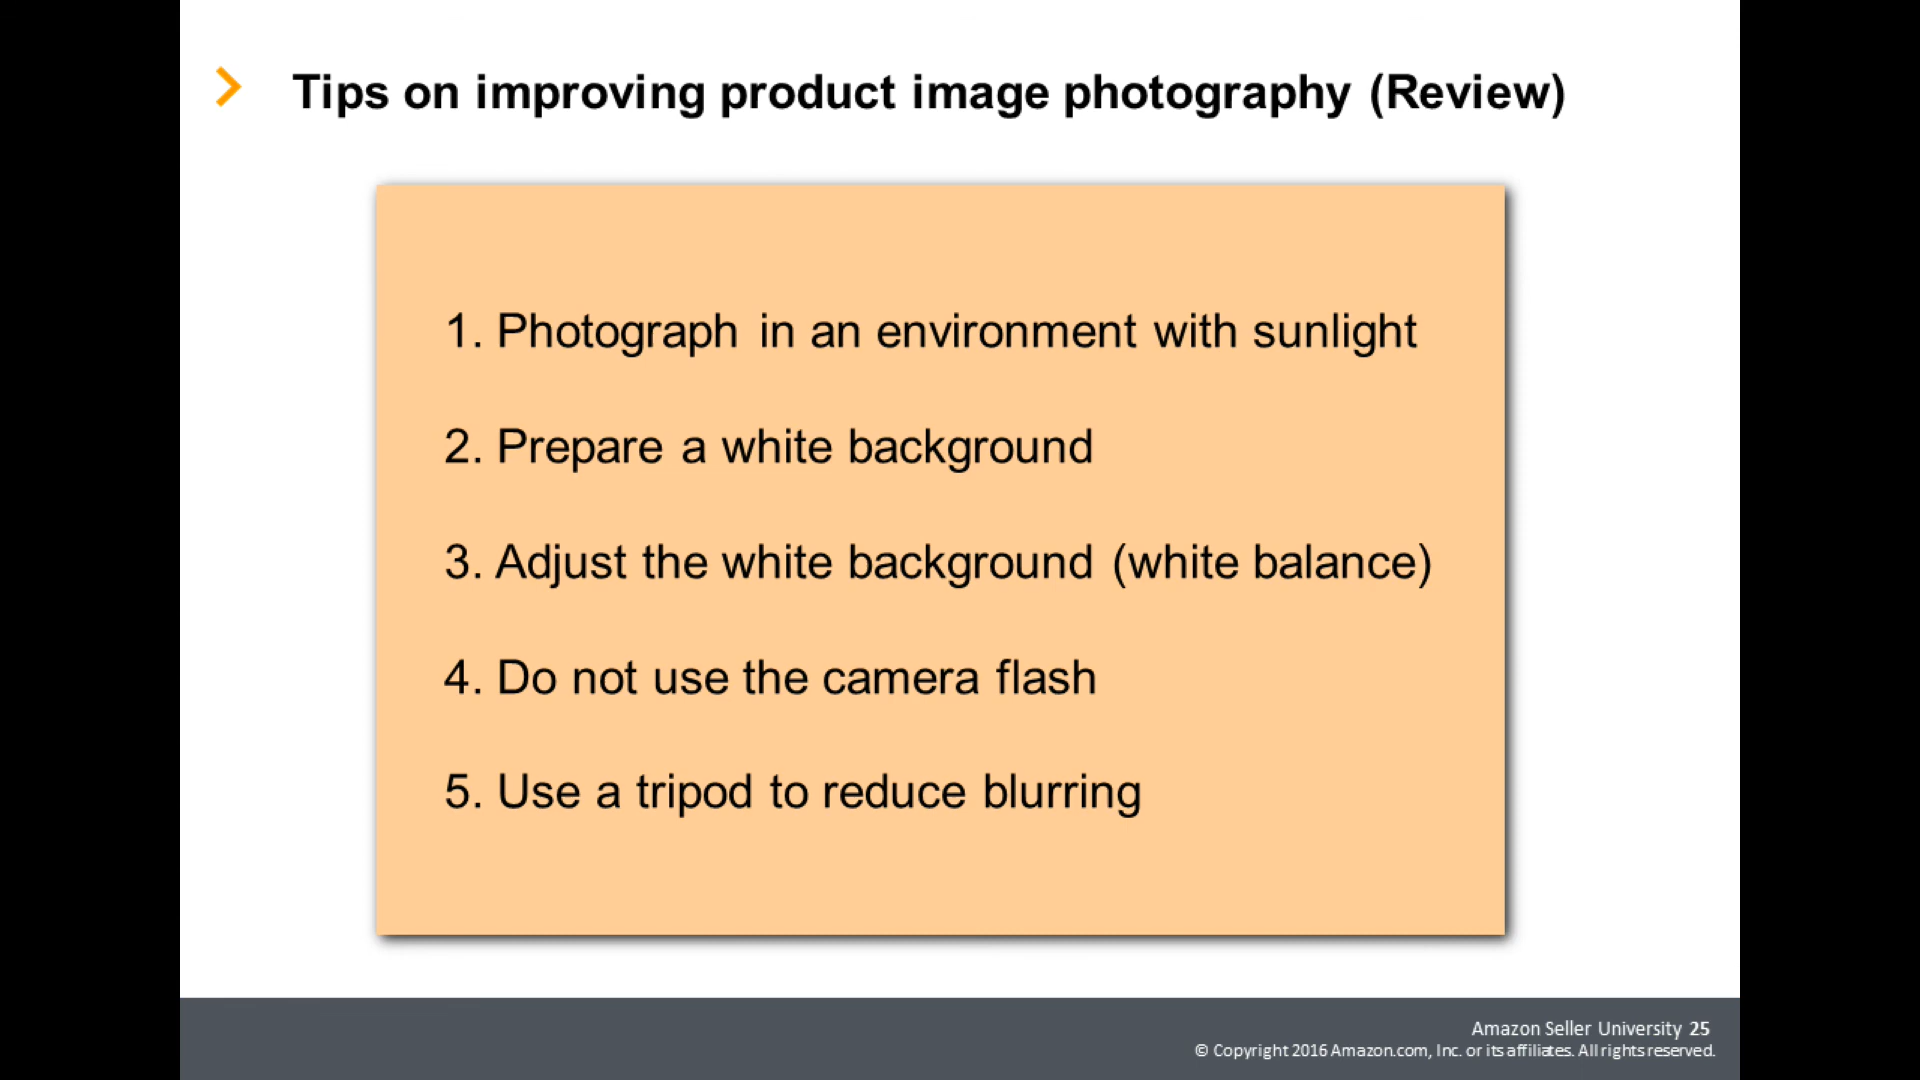 Tips on improving product image photography (Review)
1. Photograph in an environment with sunlight
2. Prepare a white background
3. Adjust the white background (white balance)
4. Do not use the camera flash
5. Use a tripod to reduce blurring
Amazon Seller University 25
© Copyright 2016 Amazon.com, Inc. or its affiliates. All rights reserved.